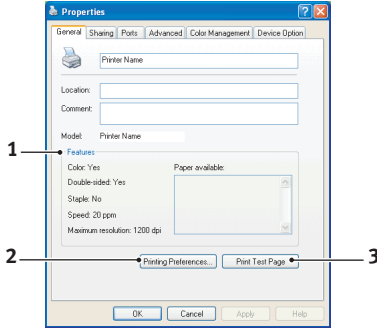 Properties
General Sharing Ports Advanced Color Management Device Option
Printer Name
Location:
Comment:
Model: Printer Name
1
Features
Color: Yes Paper available:
Double-sided: Yes
Staple: No
Speed: 20 ppm
Maximum resolution: 1200 dpi
2 Printing Preferences... Print Test Page 3
OK Cancel Apply Help